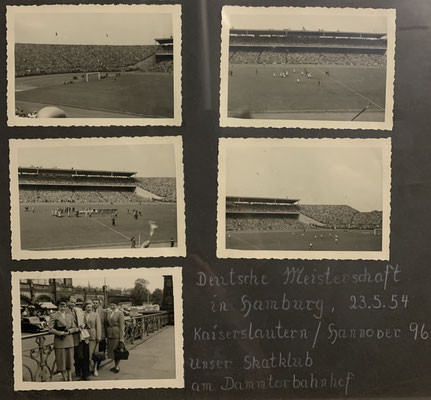 Deutsche Meisterschaft
in Hamburg, 23.5.54
Kaiserslautern / Hannover 96
Unser Skatklub
am Dammtorbahnhof